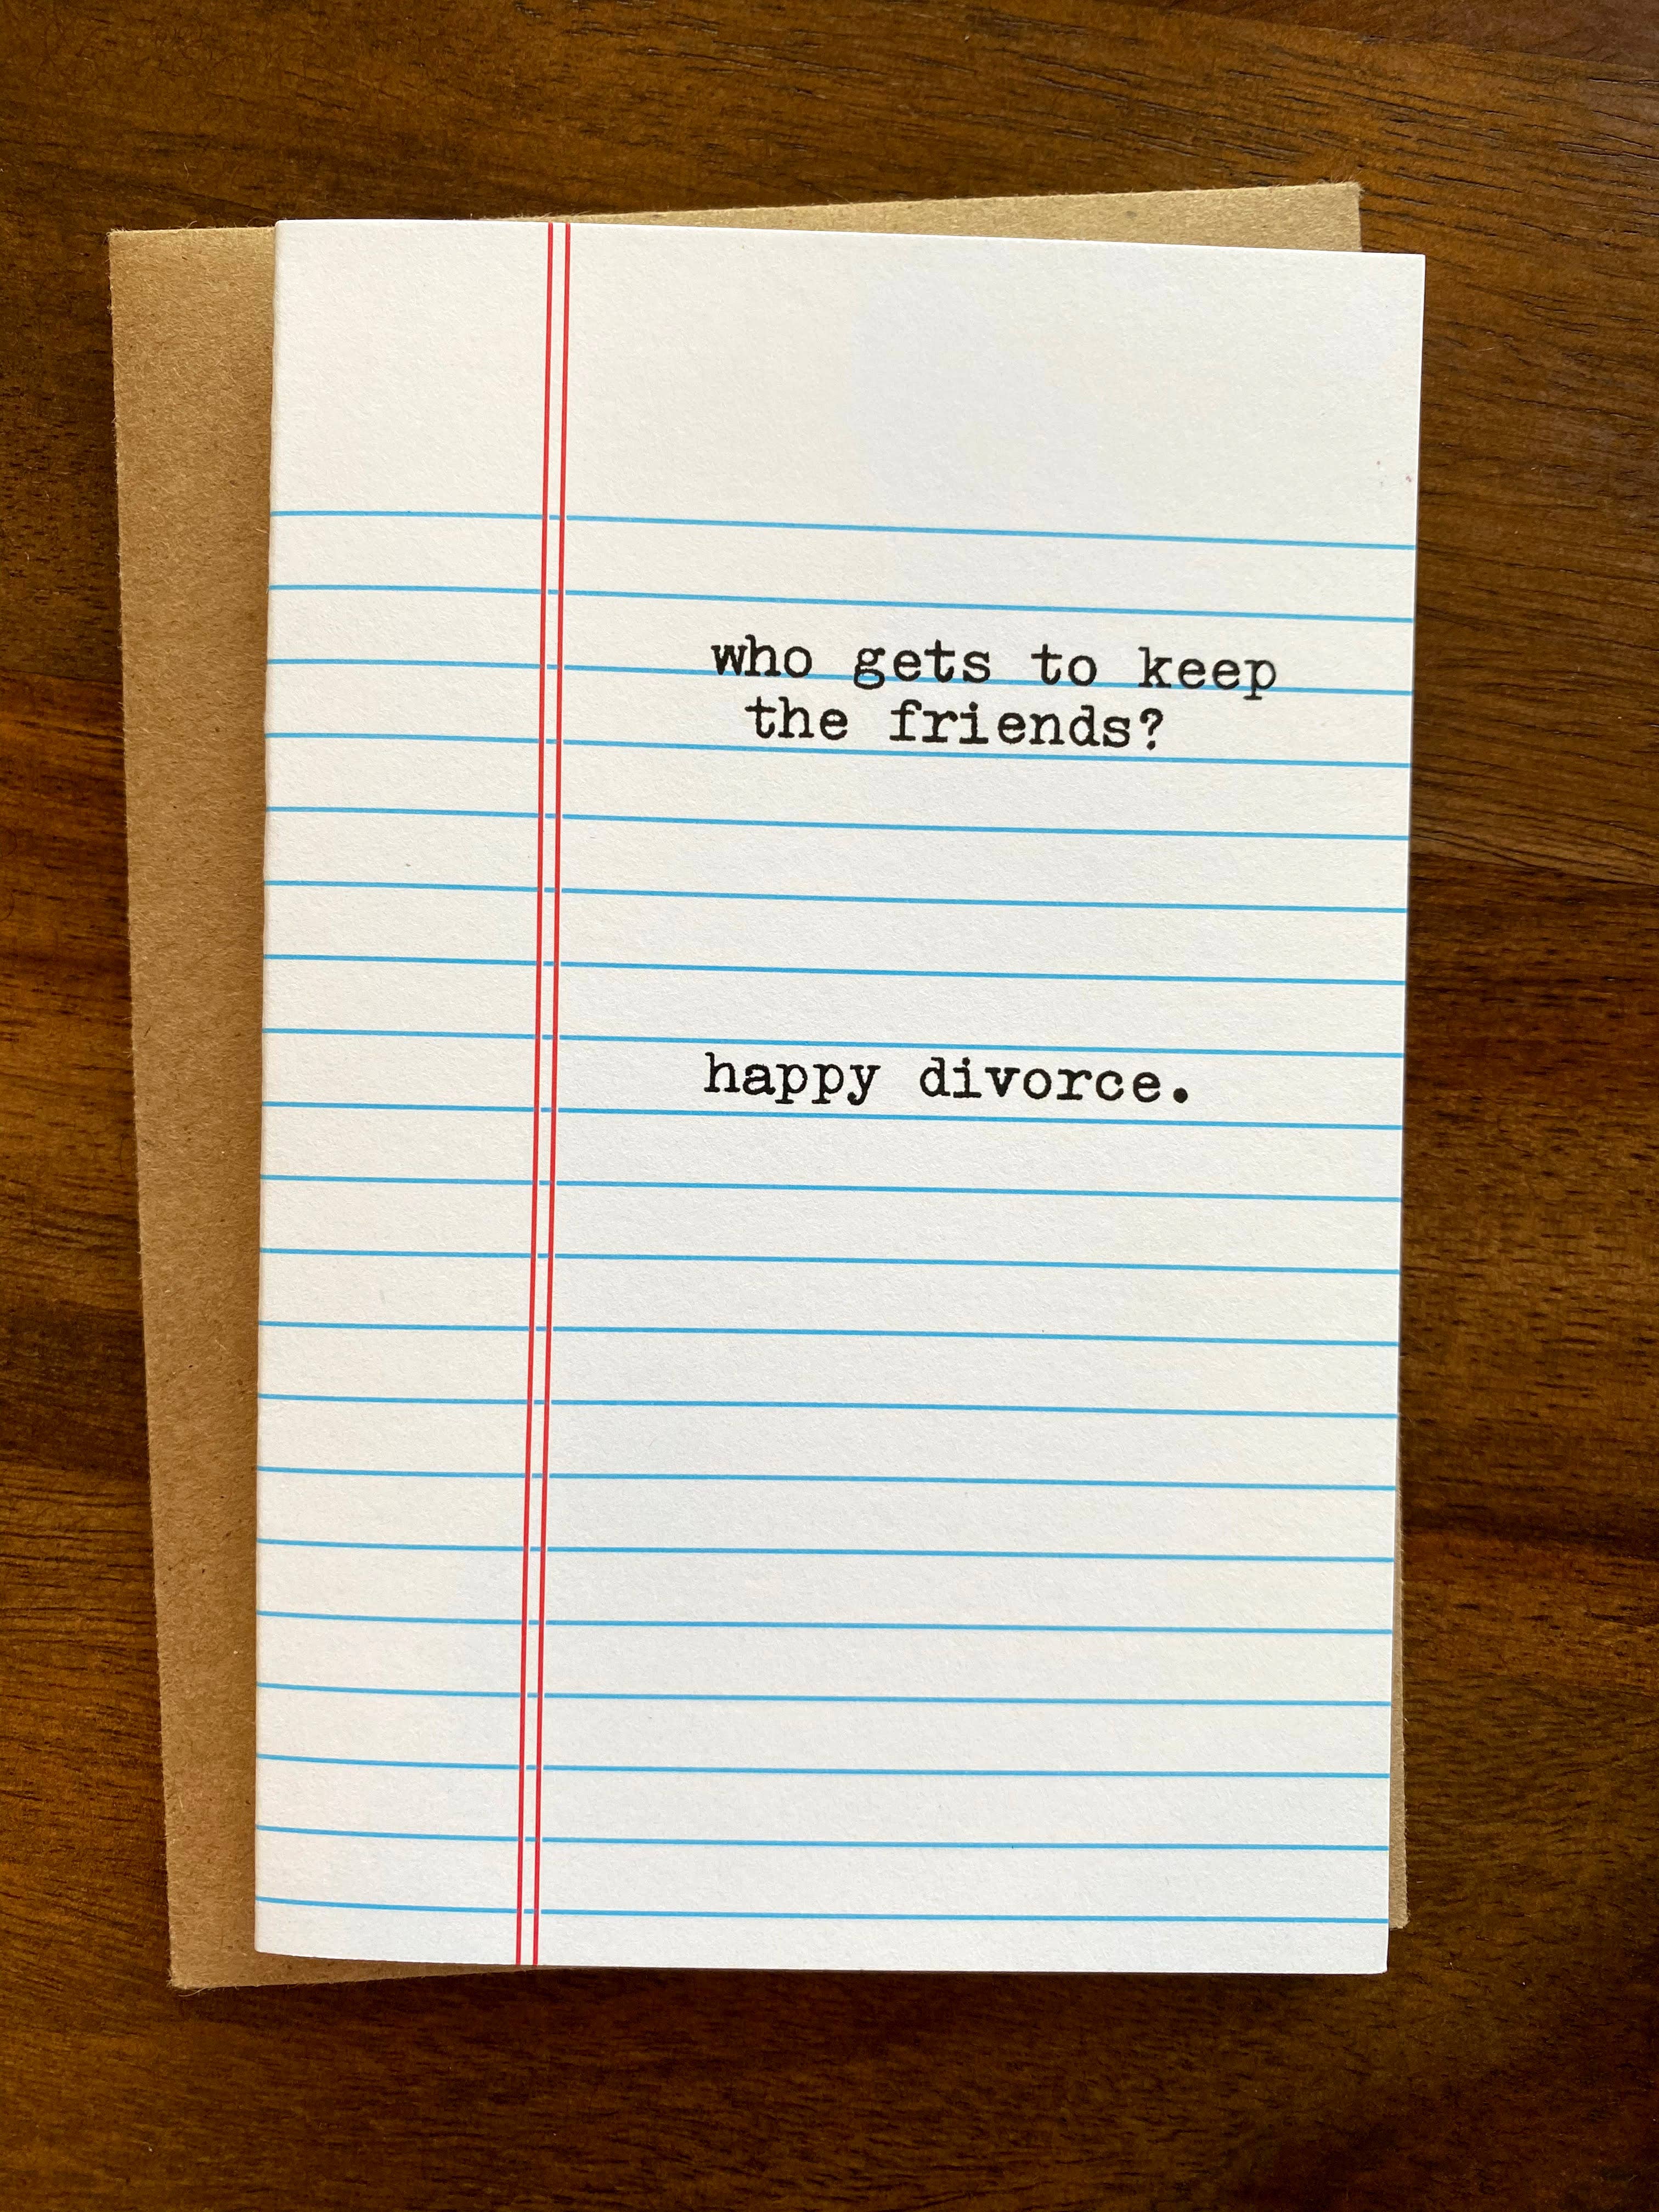 who gets to keep
the friends?
happy divorce.